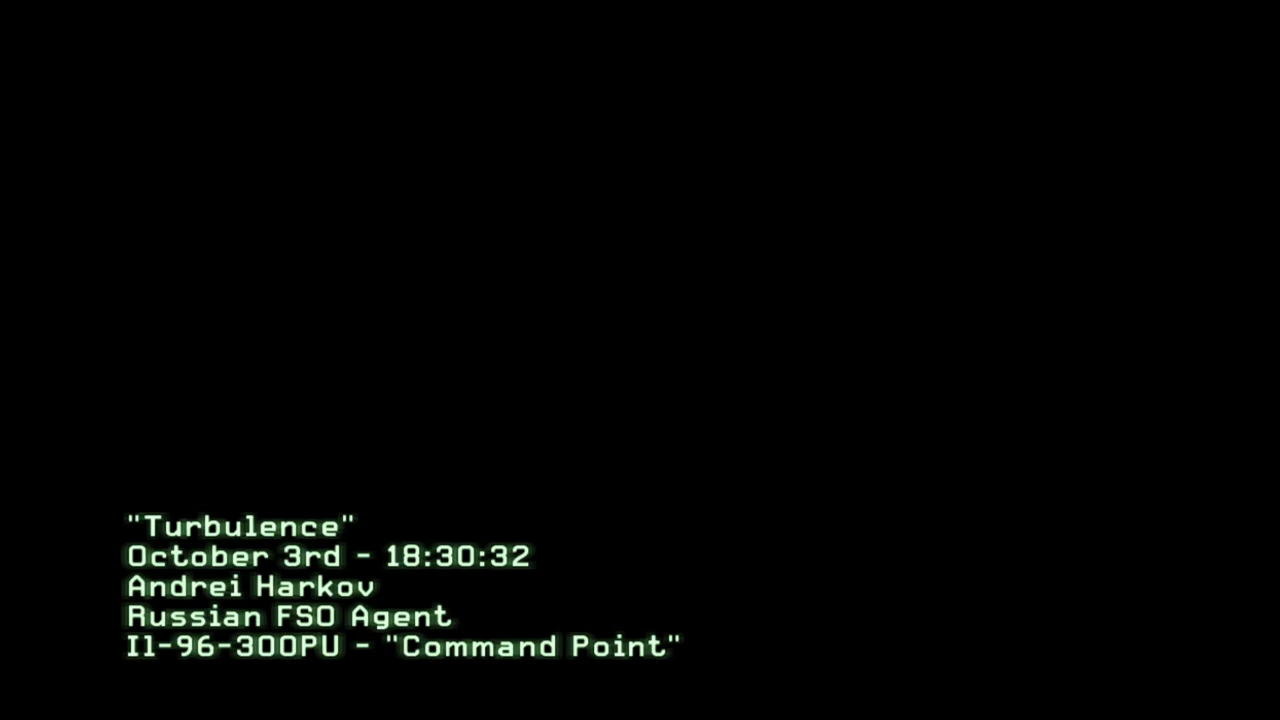 "Turbulence"
October 3rd - 18:30:32
Andrei Harkov
Russian FSO Agent
Il-96-300PU - "Command Point"